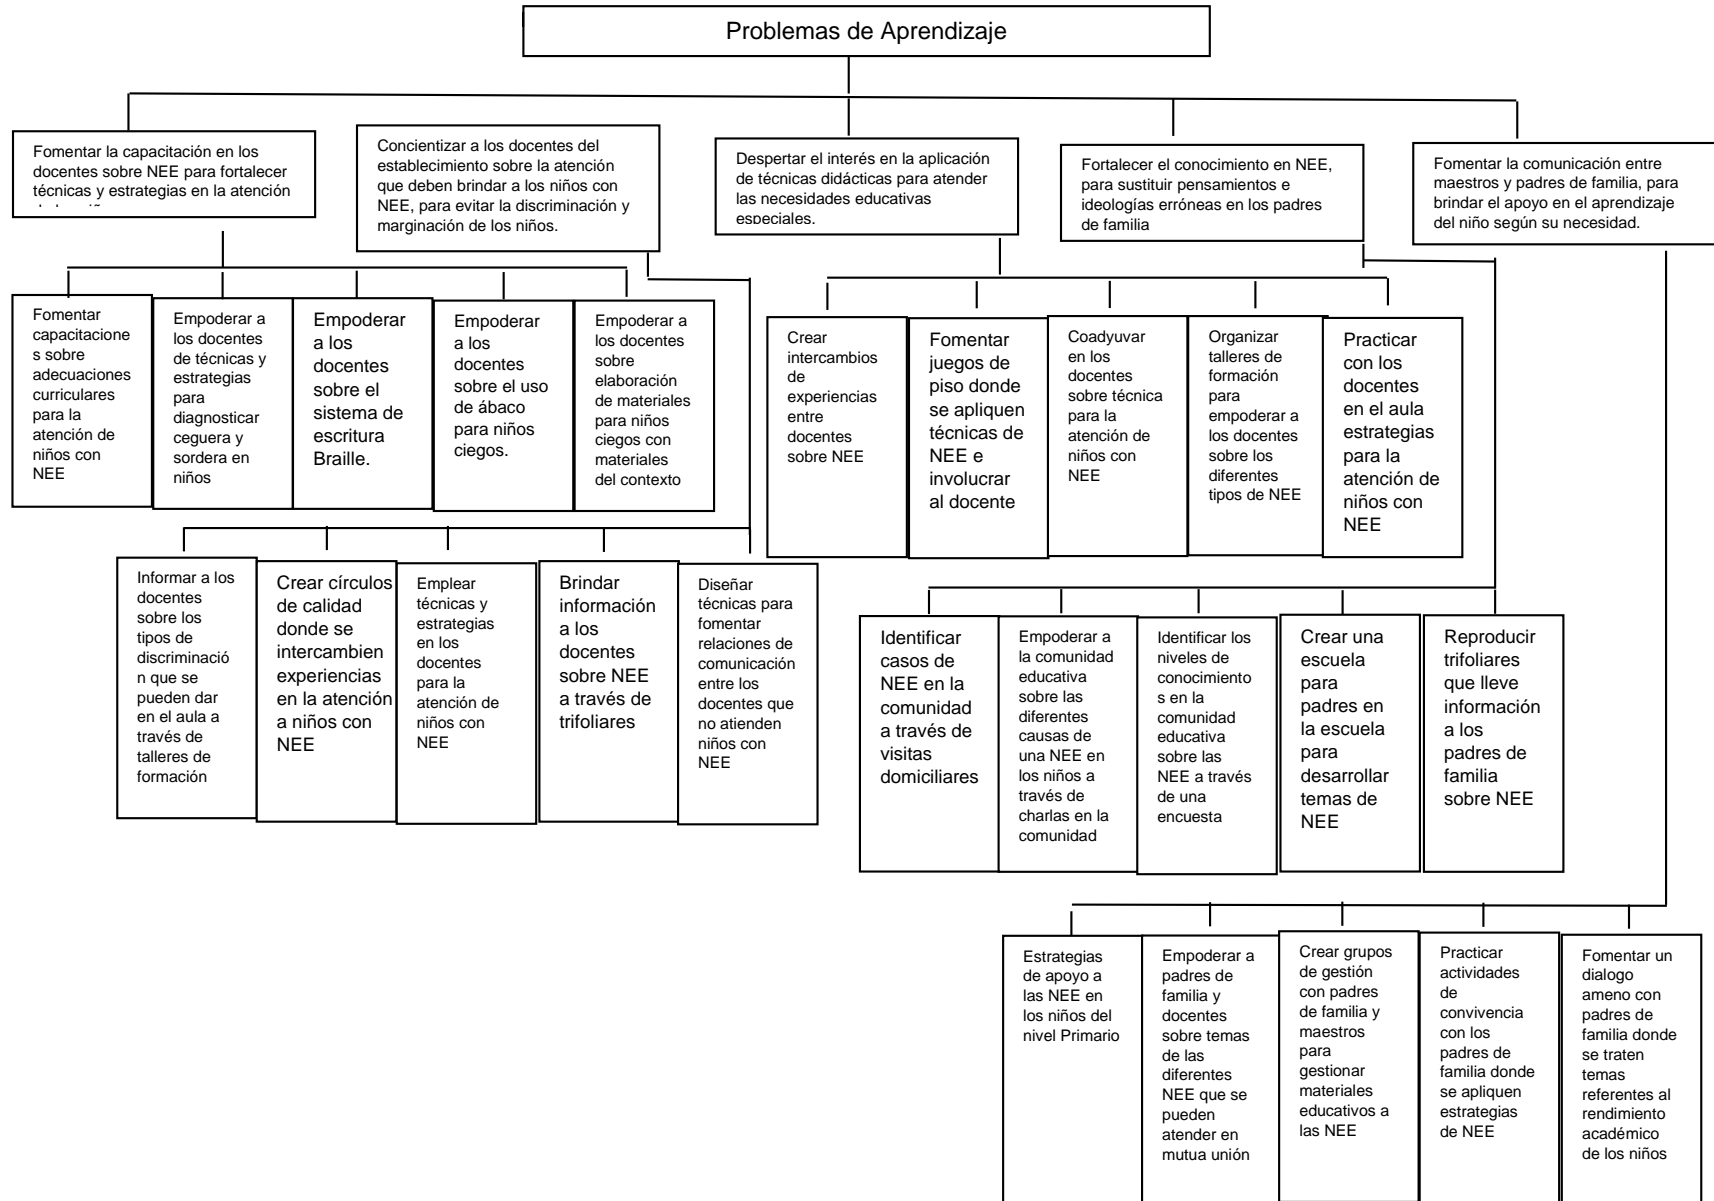 Problemas de Aprendizaje
Fomentar la capacitación en los
docentes sobre NEE para fortalecer
técnicas y estrategias en la atención
Concientizar a los docentes del
establecimiento sobre la atención
que deben brindar a los niños con
NEE, para evitar la discriminación y
marginación de los niños.
Despertar el interés en la aplicación
de técnicas didácticas para atender
las necesidades educativas
especiales.
Fortalecer el conocimiento en NEE,
para sustituir pensamientos e
ideologías erróneas en los padres
de familia
Fomentar la comunicación entre
maestros y padres de familia, para
brindar el apoyo en el aprendizaje
del niño según su necesidad.
Fomentar
capacitacione
s sobre
adecuaciones
curriculares
para la
atención de
niños con
NEE
Empoderar a
los docentes
de técnicas y
estrategias
para
diagnosticar
ceguera y
sordera en
niños
Empoderar
a los
docentes
sobre el
sistema de
escritura
Braille.
Empoderar
a los
docentes
sobre el uso
de ábaco
para niños
ciegos.
Empoderar a
los docentes
sobre
elaboración
de materiales
para niños
ciegos con
materiales
del contexto
Crear
intercambios
de
experiencias
entre
docentes
sobre NEE
Fomentar
juegos de
piso donde
se apliquen
técnicas de
NEE e
involucrar
al docente
Coadyuvar
en los
docentes
sobre técnica
para la
atención de
niños con
NEE
Organizar
talleres de
formación
para
empoderar a
los docentes
sobre los
diferentes
tipos de NEE
Practicar
con los
docentes
en el aula
estrategias
para la
atención de
niños con
NEE
Informar a los
docentes
sobre los
tipos de
discriminació
n que se
pueden dar
en el aula a
través de
talleres de
formación
Crear círculos
de calidad
donde se
intercambien
experiencias
en la atención
a niños con
NEE
Emplear
técnicas y
estrategias
en los
docentes
para la
atención de
niños con
NEE
Brindar
información
a los
docentes
sobre NEE
a través de
trifoliares
Diseñar
técnicas para
fomentar
relaciones de
comunicación
entre los
docentes que
no atienden
niños con
NEE
Identificar
casos de
NEE en la
comunidad
a través de
visitas
domiciliares
Empoderar a
la comunidad
educativa
sobre las
diferentes
causas de
una NEE en
los niños a
través de
charlas en la
comunidad
Identificar los
niveles de
conocimiento
s en la
comunidad
educativa
sobre las
NEE a través
de una
encuesta
Crear una
escuela
para
padres en
la escuela
para
desarrollar
temas de
NEE
Reproducir
trifoliares
que lleve
información
a los
padres de
familia
sobre NEE
Estrategias
de apoyo a
las NEE en
los niños del
nivel Primario
Empoderar a
padres de
familia y
docentes
sobre temas
de las
diferentes
NEE que se
pueden
atender en
mutua unión
Crear grupos
de gestión
con padres
de familia y
maestros
para
gestionar
materiales
educativos a
las NEE
Practicar
actividades
de
convivencia
con los
padres de
familia donde
se apliquen
estrategias
de NEE
Fomentar un
dialogo
ameno con
padres de
familia donde
se traten
temas
referentes al
rendimiento
académico
de los niños